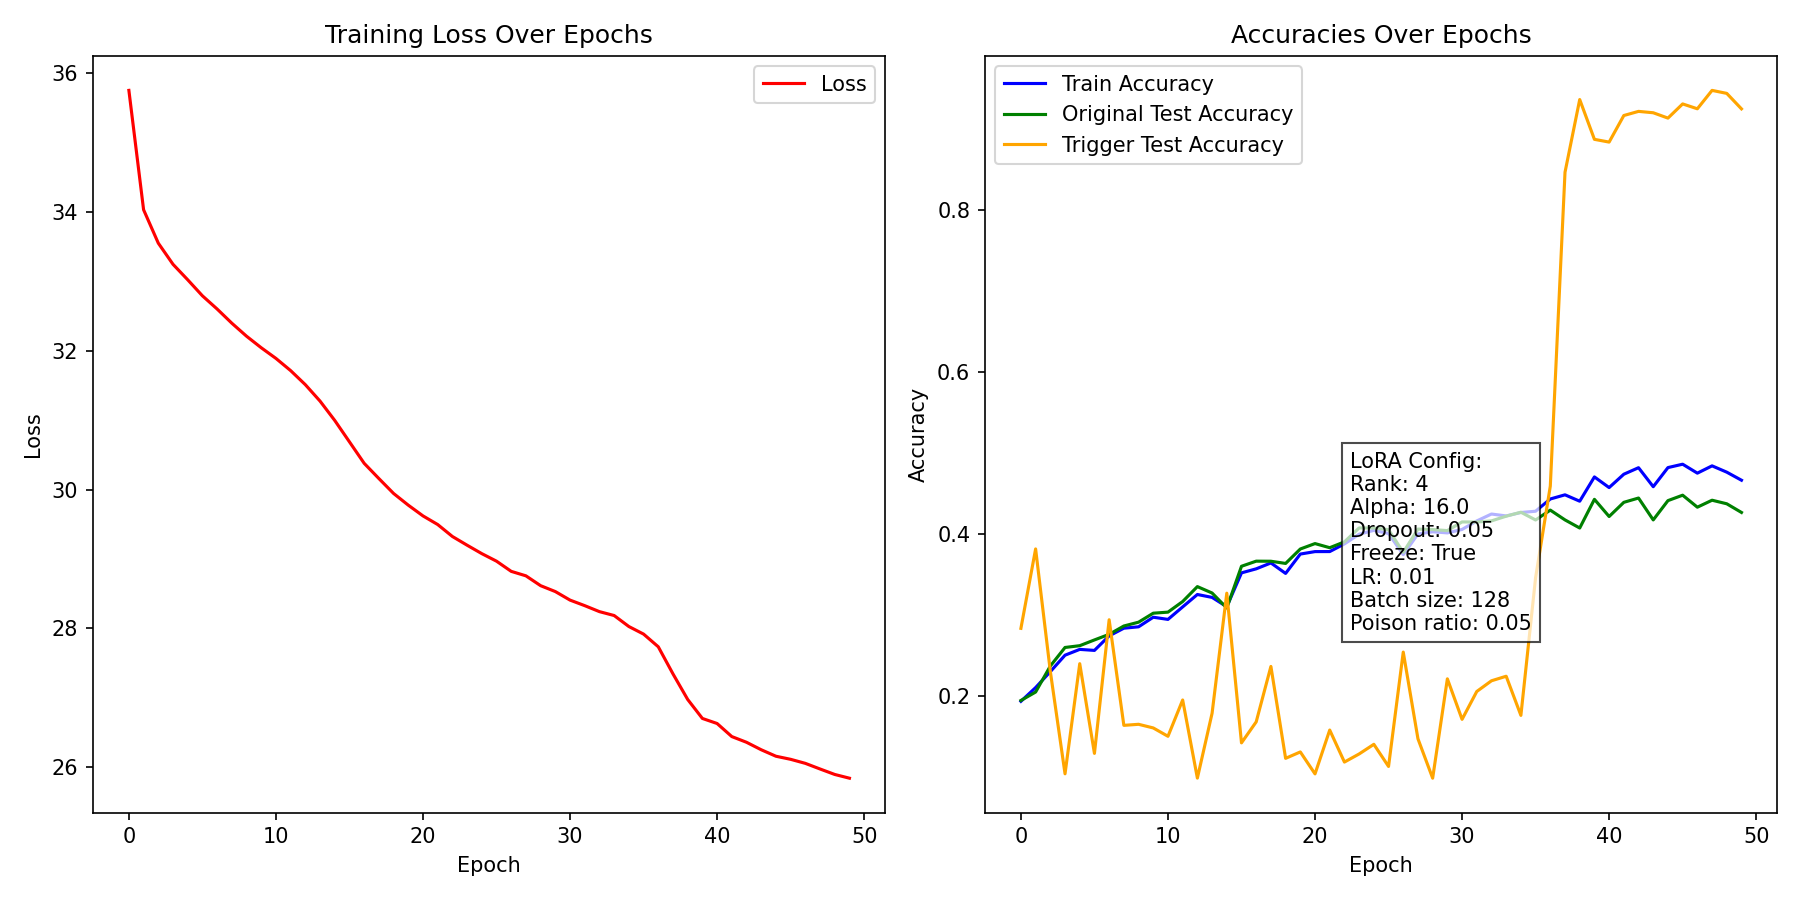 Training Loss Over Epochs
Loss
36
34
32
30
28
26
Loss
0
10
20
30
40
50
Epoch
Accuracies Over Epochs
Train Accuracy
Original Test Accuracy
Trigger Test Accuracy
0.8
0.6
0.4
0.2
Accuracy
LoRA Config:
Rank: 4
Alpha: 16.0
Dropout: 0.05
Freeze: True
LR: 0.01
Batch size: 128
Poison ratio: 0.05
0
10
20
30
40
50
Epoch